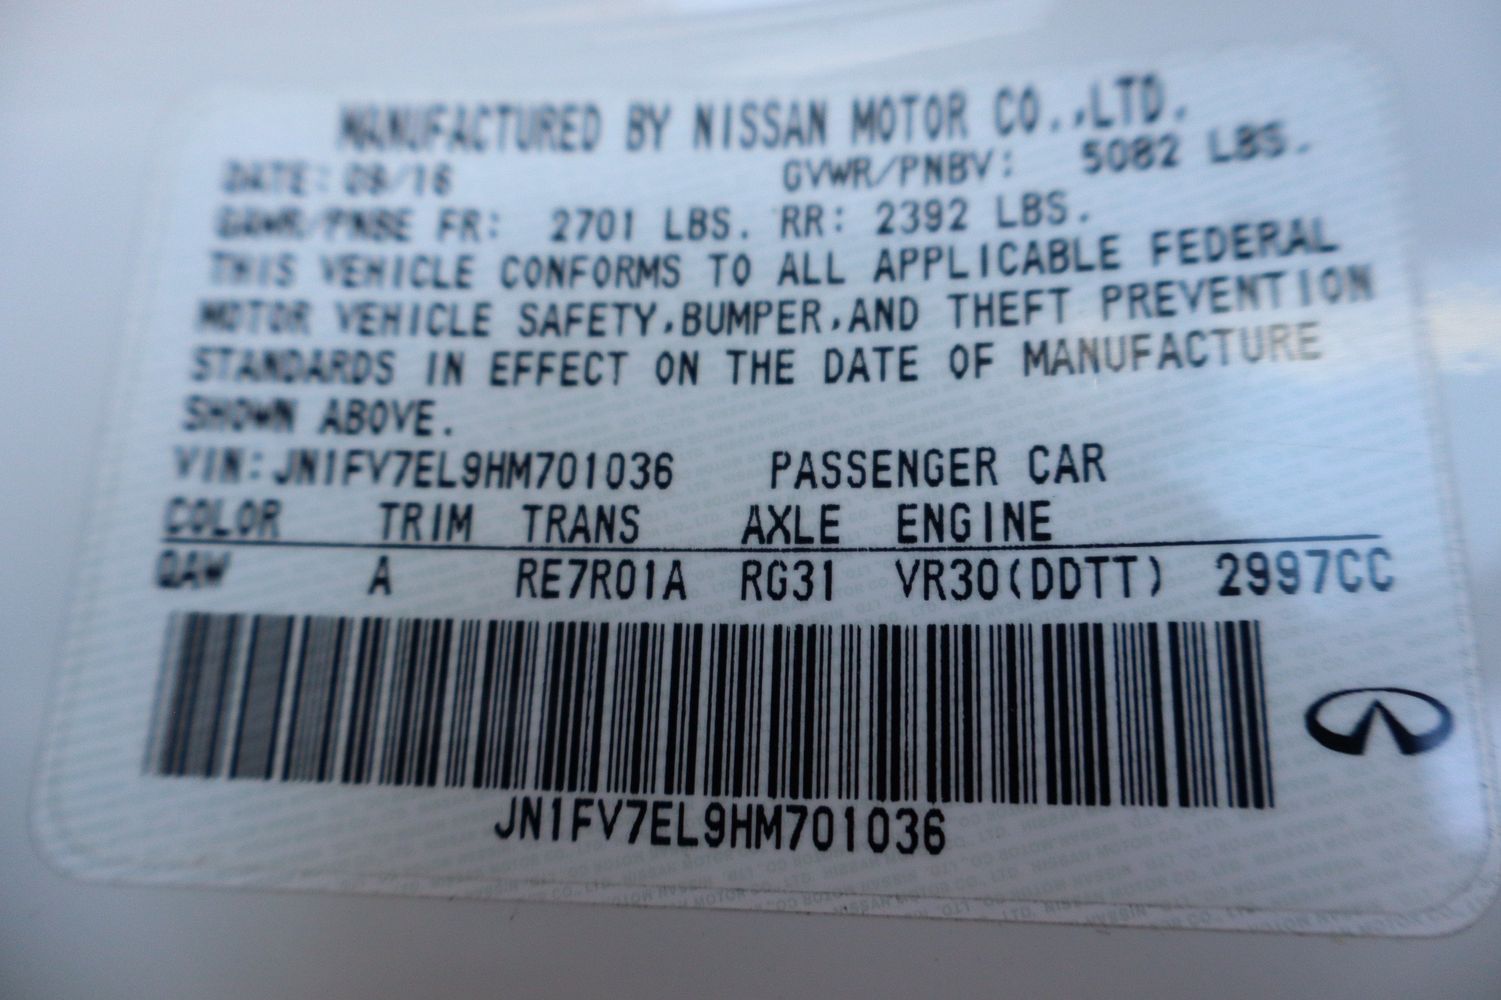 MANUFACTURED BY NISSAN MOTOR CO.,LTD.
DATE: 09/16 GVWR/PNBV: 5082 LBS.
GAWR/PNBE FR: 2701 LBS. RR: 2392 LBS.
THIS VEHICLE CONFORMS TO ALL APPLICABLE FEDERAL
MOTOR VEHICLE SAFETY,BUMPER,AND THEFT PREVENTION
STANDARDS IN EFFECT ON THE DATE OF MANUFACTURE
SHOWN ABOVE.
VIN:JN1FV7EL9HM701036 PASSENGER CAR
COLOR TRIM TRANS AXLE ENGINE
QAW A RE7R01A RG31 VR30(DDTT) 2997CC
JN1FV7EL9HM701036